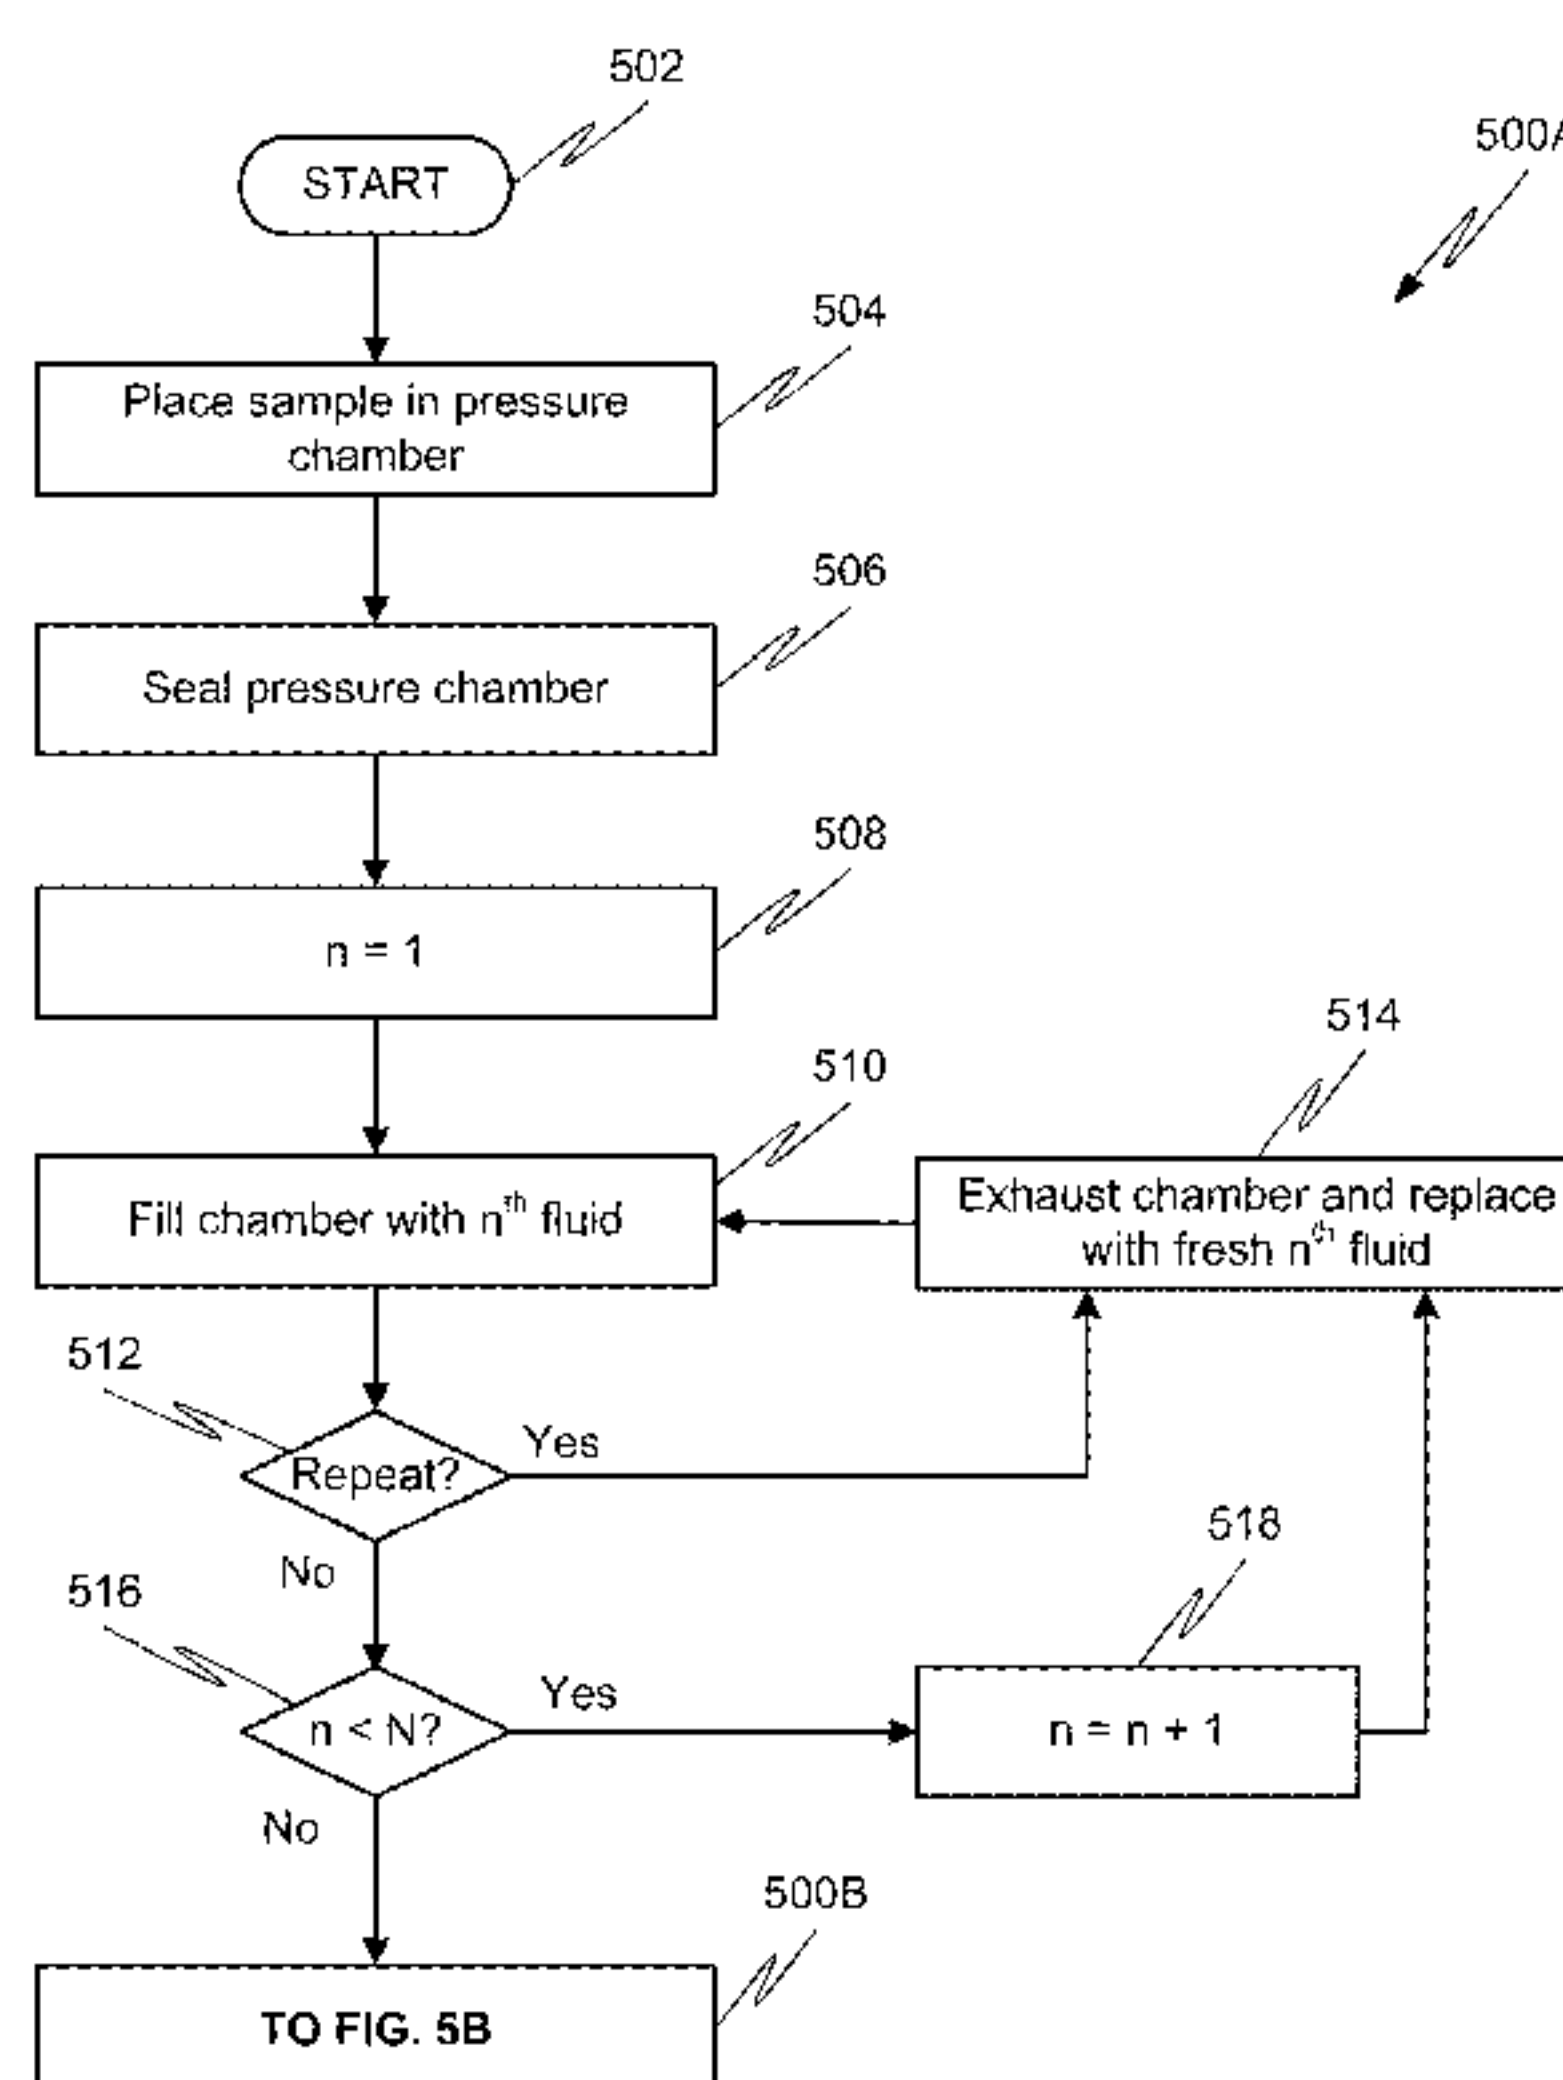 502
START
500A
504
Place sample in pressure
chamber
506
Seal pressure chamber
508
n = 1
510
514
Fill chamber with nth fluid
Exhaust chamber and replace
with fresh nth fluid
512
Yes
Repeat?
518
No
516
Yes
n < N?
n = n + 1
No
500B
TO FIG. 5B